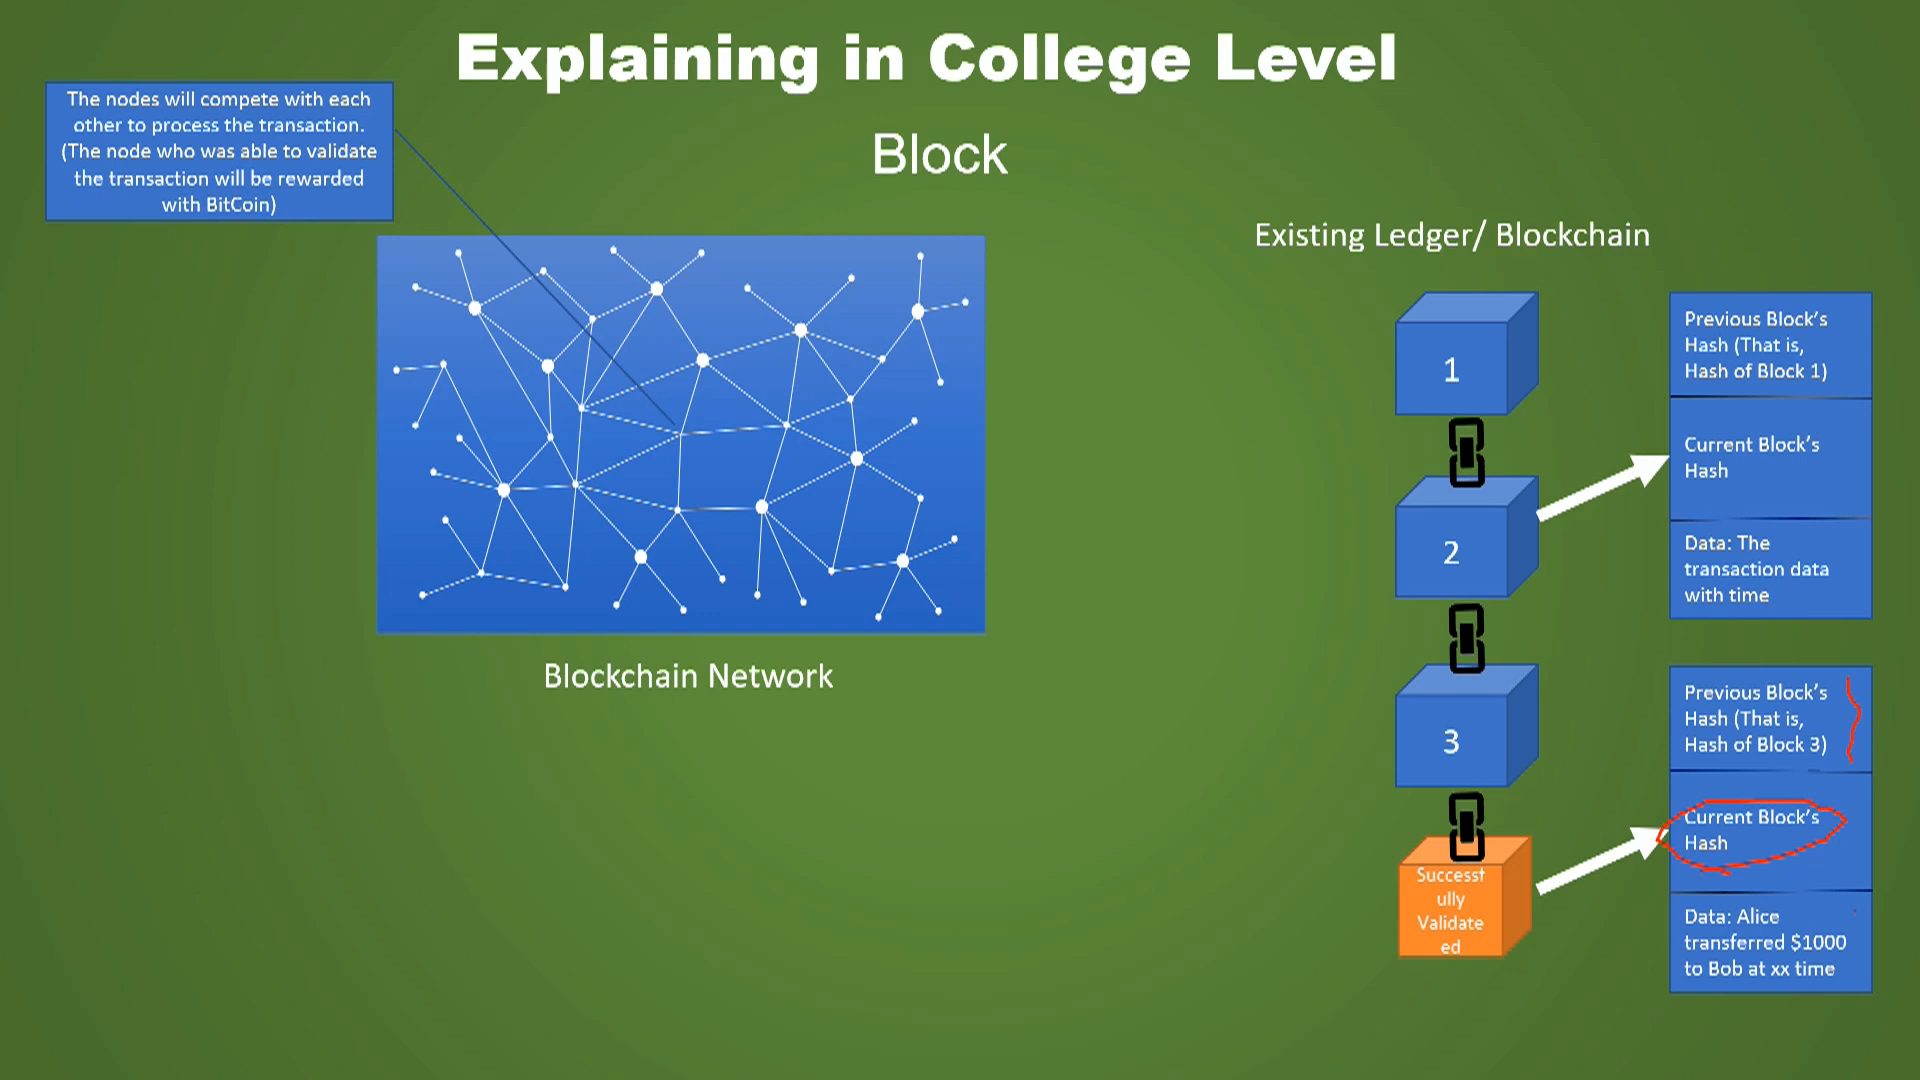 Explaining in College Level
The nodes will compete with each
other to process the transaction.
(The node who was able to validate
the transaction will be rewarded
with BitCoin)
Block
Blockchain Network
Existing Ledger/ Blockchain
1
2
3
Successf
ully
Validate
ed
Previous Block’s
Hash (That is,
Hash of Block 1)
Current Block’s
Hash
Data: The
transaction data
with time
Previous Block’s
Hash (That is,
Hash of Block 3)
Current Block’s
Hash
Data: Alice
transferred $1000
to Bob at xx time